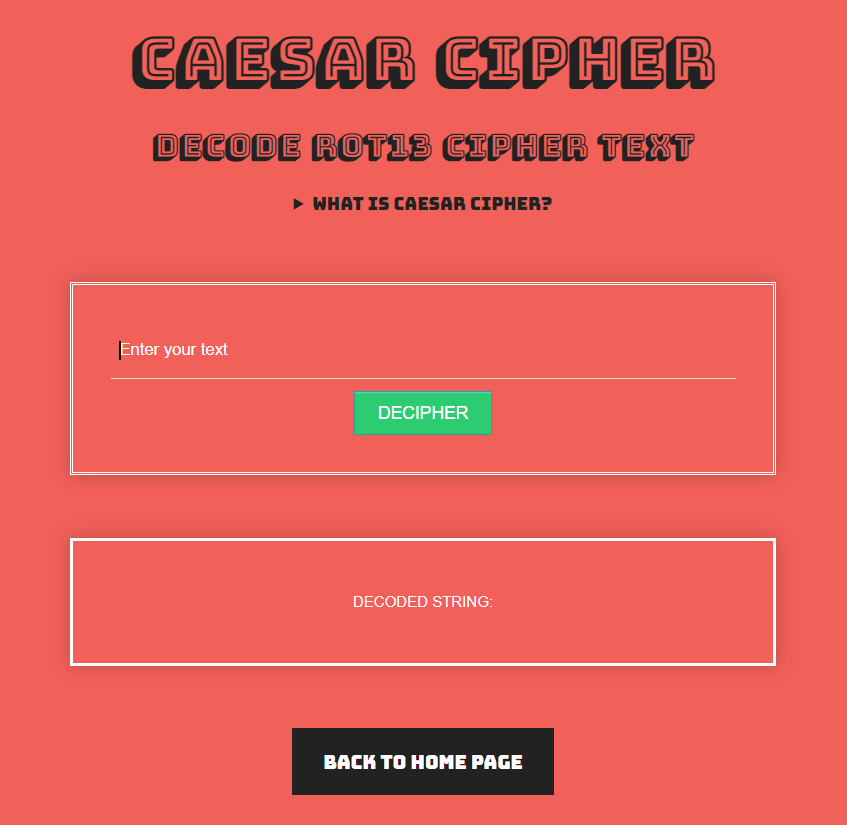 CAESAR CIPHER
DECODE ROT13 CIPHER TEXT
WHAT IS CAESAR CIPHER?
Enter your text
DECIPHER
DECODED STRING:
BACK TO HOME PAGE